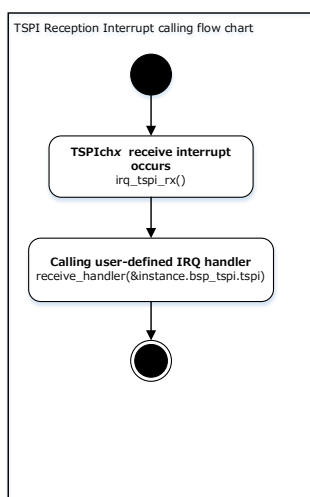 TSPI Reception Interrupt calling flow chart
TSPIchx receive interrupt
occurs
irq_tspi_rx()
Calling user-defined IRQ handler
receive_handler(&instance.bsp_tspi.tspi)